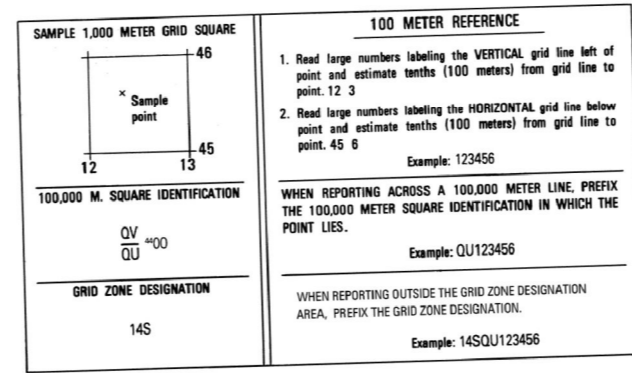 SAMPLE 1,000 METER GRID SQUARE
46
× Sample
point
45
12 13
100,000 M. SQUARE IDENTIFICATION
QV
QU ⁴⁴00
GRID ZONE DESIGNATION
14S
100 METER REFERENCE
1. Read large numbers labeling the VERTICAL grid line left of
point and estimate tenths (100 meters) from grid line to
point. 12 3
2. Read large numbers labeling the HORIZONTAL grid line below
point and estimate tenths (100 meters) from grid line to
point. 45 6
Example: 123456
WHEN REPORTING ACROSS A 100,000 METER LINE, PREFIX
THE 100,000 METER SQUARE IDENTIFICATION IN WHICH THE
POINT LIES.
Example: QU123456
WHEN REPORTING OUTSIDE THE GRID ZONE DESIGNATION
AREA, PREFIX THE GRID ZONE DESIGNATION.
Example: 14SQU123456